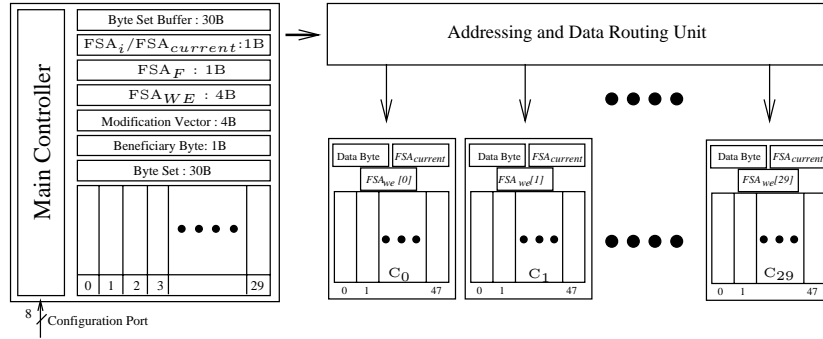 Main Controller
Byte Set Buffer : 30B
FSA_i/FSA_current:1B
FSA_F : 1B
FSA_WE : 4B
Modification Vector : 4B
Beneficiary Byte: 1B
Byte Set : 30B
0 1 2 3 29
8 Configuration Port
Addressing and Data Routing Unit
Data Byte FSA_current
FSA_we [0]
C_0
0 1 47
Data Byte FSA_current
FSA_we[1]
C_1
0 1 47
Data Byte FSA_current
FSA_we[29]
C_29
0 1 47